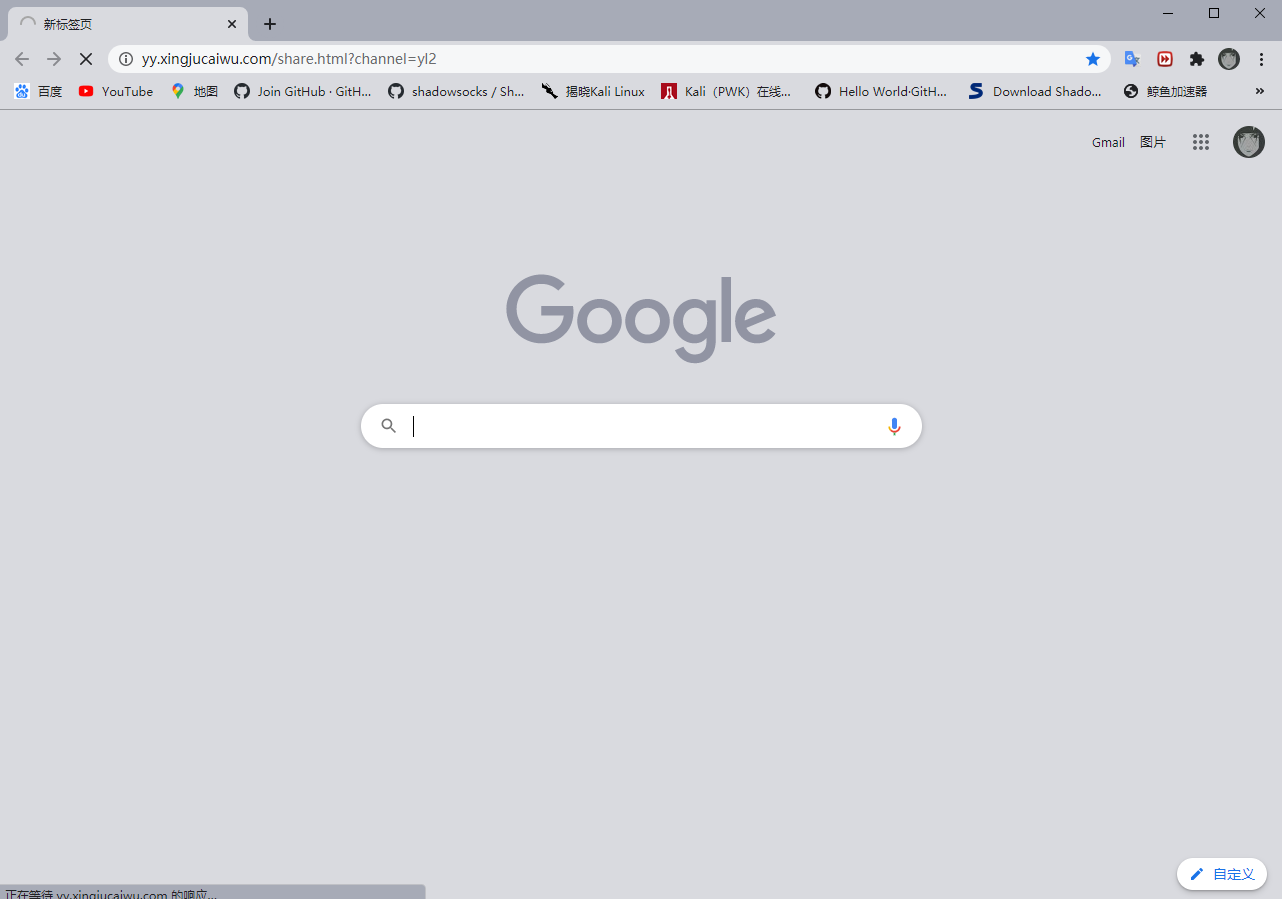 新标签页
yy.xingjucaiwu.com/share.html?channel=yl2
百度 YouTube 地图 Join GitHub · GitH... shadowsocks / Sh... 揭晓Kali Linux Kali（PWK）在线... Hello World·GitH... Download Shado... 鲸鱼加速器 »
Gmail 图片
Google
自定义
正在等待 yy.xingjucaiwu.com 的响应...